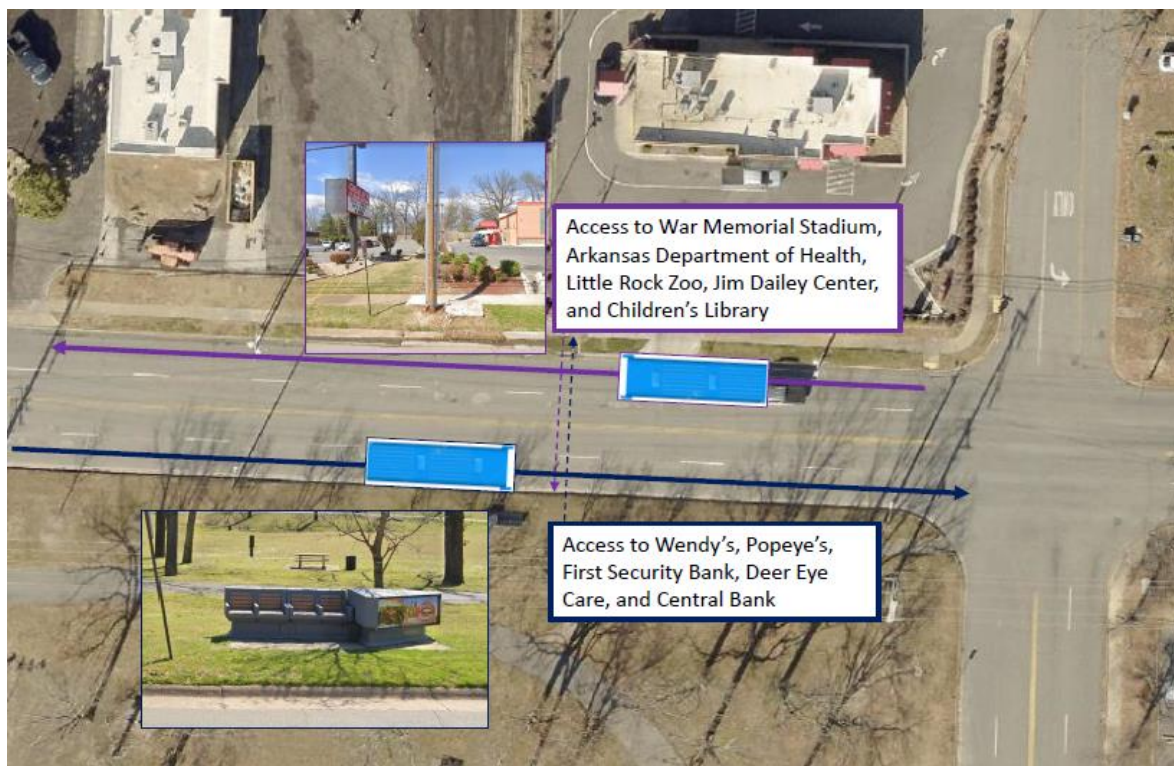 Access to War Memorial Stadium,
Arkansas Department of Health,
Little Rock Zoo, Jim Dailey Center,
and Children's Library
Access to Wendy's, Popeye's,
First Security Bank, Deer Eye
Care, and Central Bank